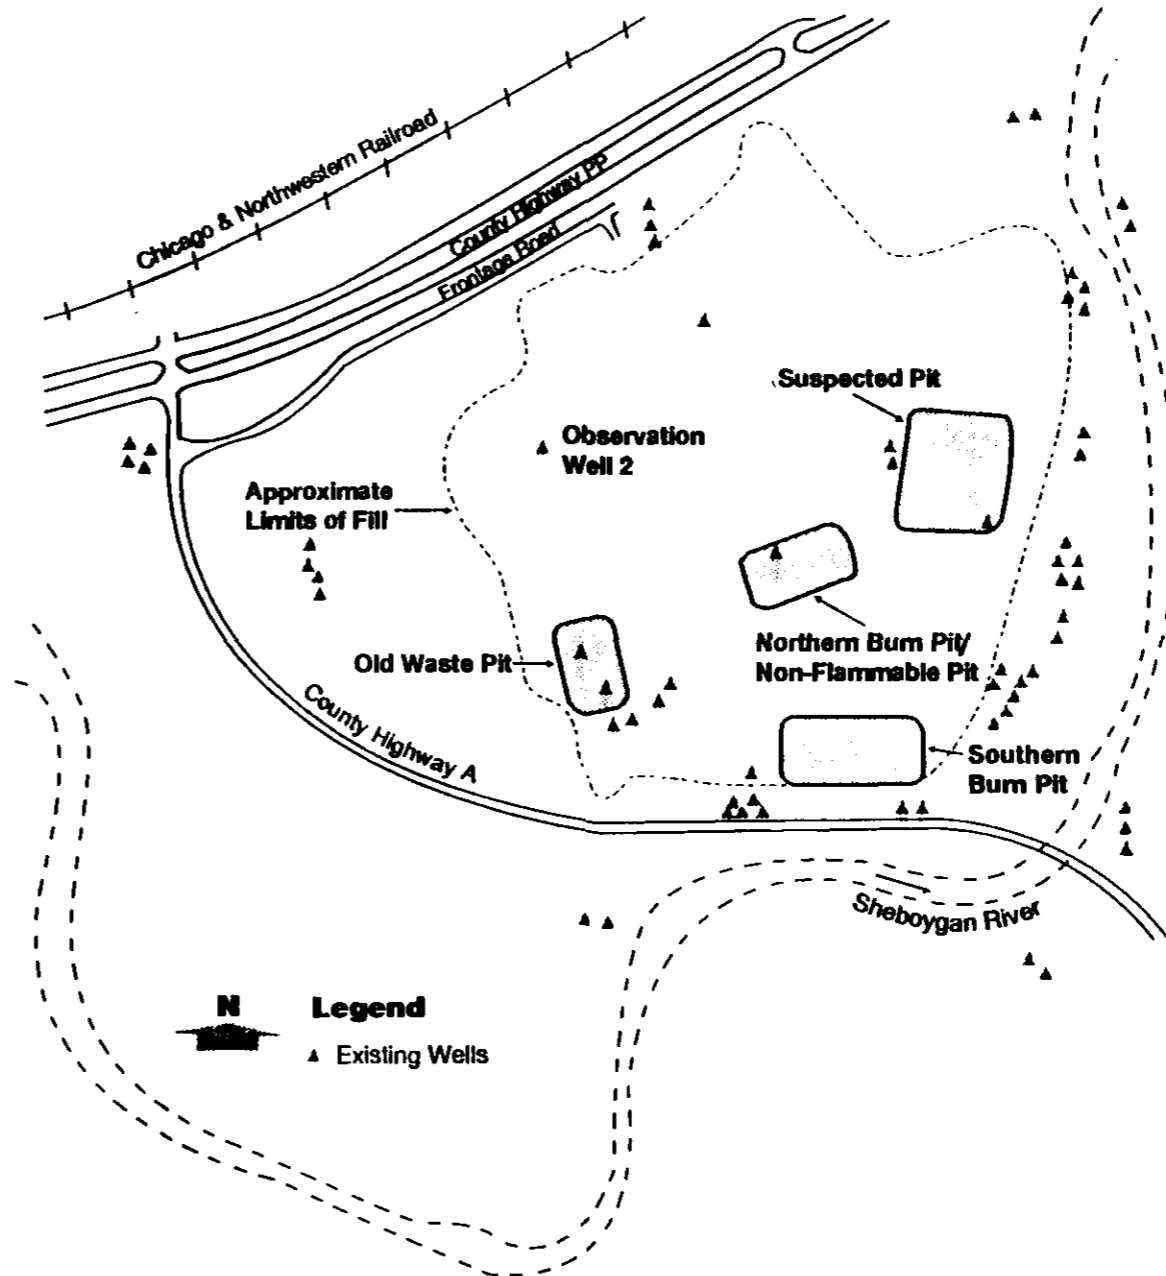 Chicago & Northwestern Railroad
County Highway PP
Frontage Road
Suspected Pit
Observation
Well 2
Approximate
Limits of Fill
Northern Burn Pit/
Non-Flammable Pit
Old Waste Pit
County Highway A
Southern
Burn Pit
Sheboygan River
N
Legend
Existing Wells